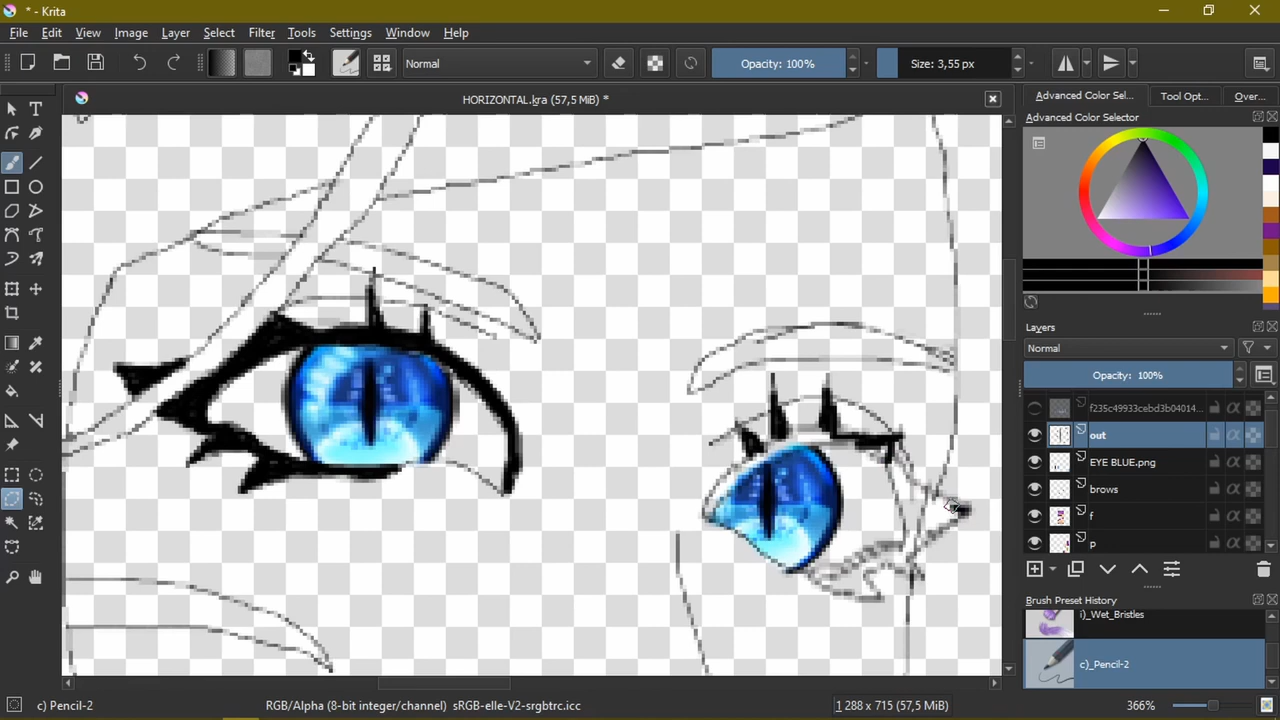 * - Krita
File Edit View Image Layer Select Filter Tools Settings Window Help
Normal Opacity: 100% Size: 3,55 px
HORIZONTAL.kra (57,5 MiB) *
Advanced Color Sel... Tool Opt... Over...
Advanced Color Selector
Layers
Normal
Opacity: 100%
f235c49933cebd3b04014...
out
EYE BLUE.png
brows
f
p
Brush Preset History
i)_Wet_Bristles
c)_Pencil-2
c) Pencil-2 RGB/Alpha (8-bit integer/channel) sRGB-elle-V2-srgbtrc.icc 1 288 x 715 (57,5 MiB) 366%